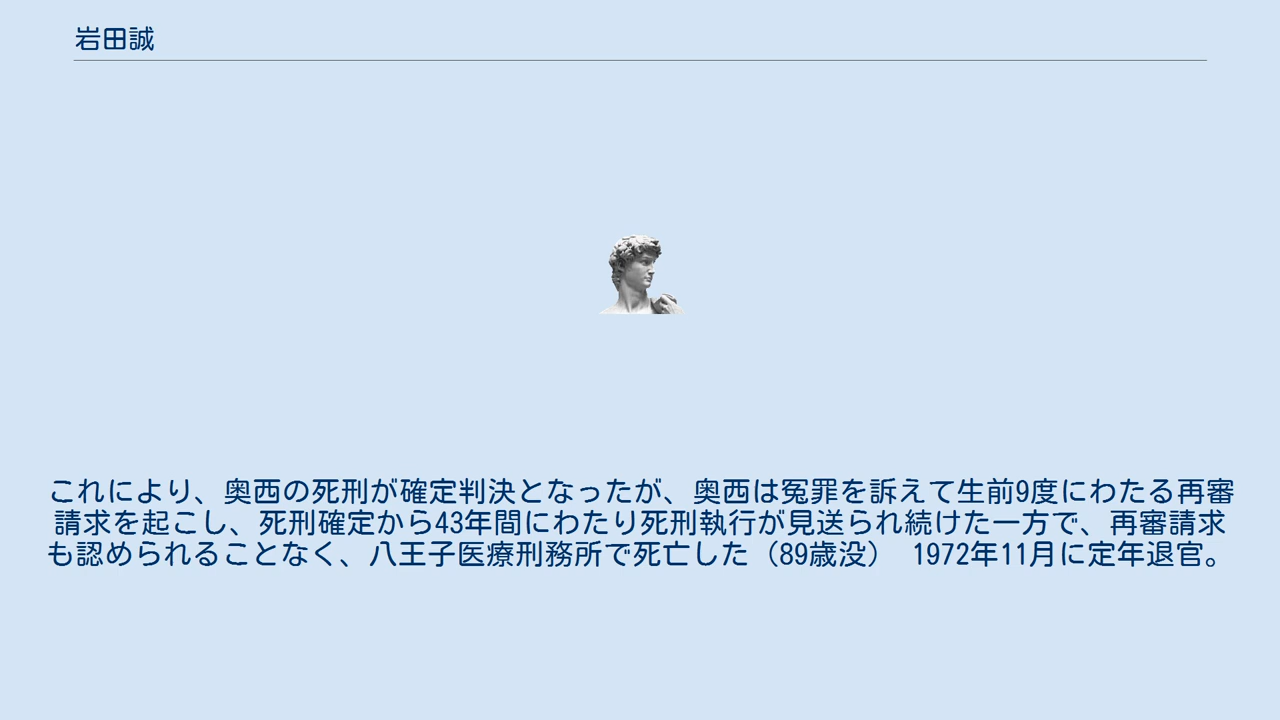 岩田誠
これにより、奥西の死刑が確定判決となったが、奥西は冤罪を訴えて生前9度にわたる再審
請求を起こし、死刑確定から43年間にわたり死刑執行が見送られ続けた一方で、再審請求
も認められることなく、八王子医療刑務所で死亡した（89歳没）　1972年11月に定年退官。